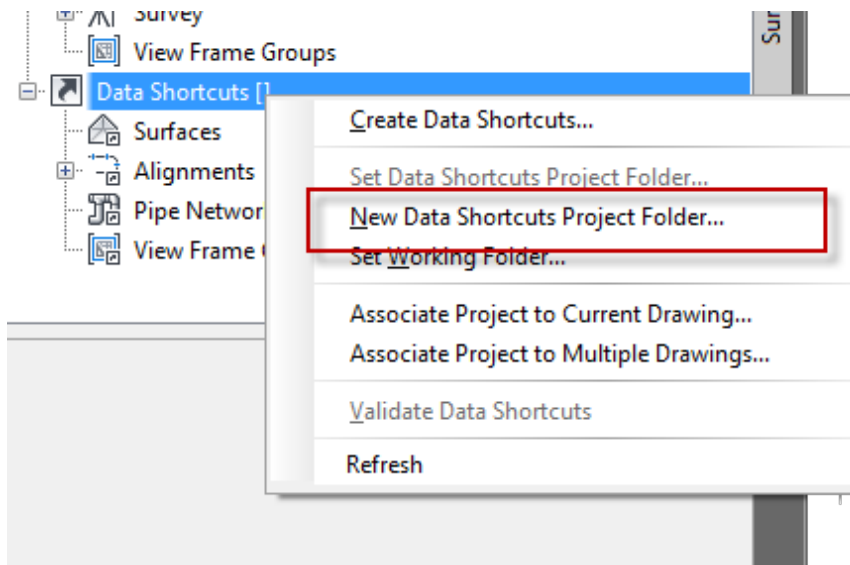 Survey
View Frame Groups
Data Shortcuts []
Surfaces
Alignments
Pipe Networ
View Frame
Create Data Shortcuts...
Set Data Shortcuts Project Folder...
New Data Shortcuts Project Folder...
Set Working Folder...
Associate Project to Current Drawing...
Associate Project to Multiple Drawings...
Validate Data Shortcuts
Refresh
Sur